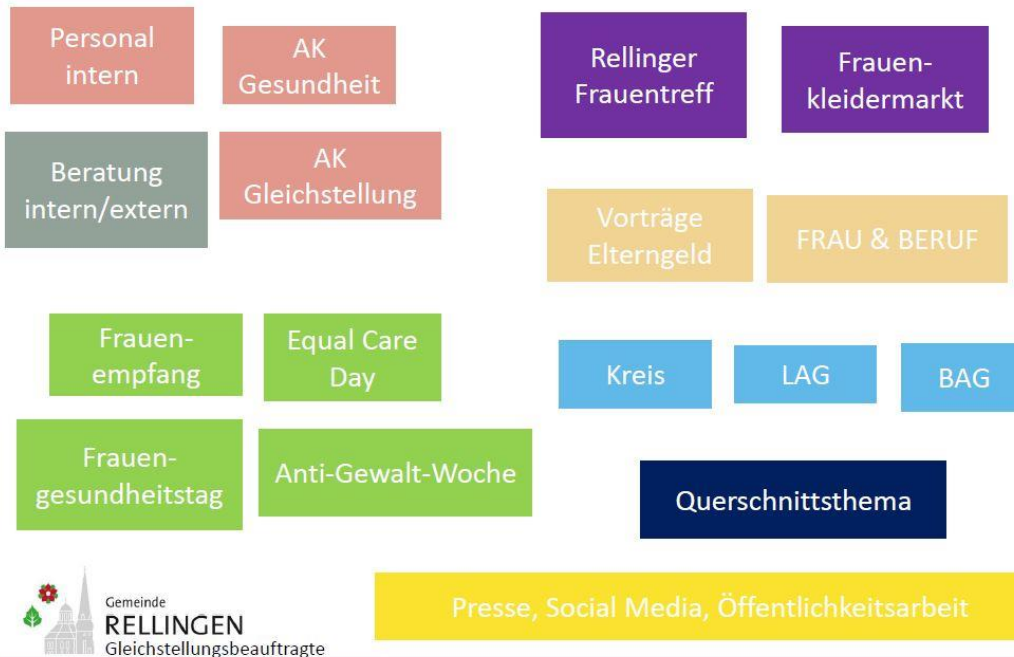 Personal
intern
AK
Gesundheit
Rellinger
Frauentreff
Frauen-
kleidermarkt
Beratung
intern/extern
AK
Gleichstellung
Vorträge
Elterngeld
FRAU & BERUF
Frauen-
empfang
Equal Care
Day
Kreis
LAG
BAG
Frauen-
gesundheitstag
Anti-Gewalt-Woche
Querschnittsthema
Gemeinde
RELLINGEN
Gleichstellungsbeauftragte
Presse, Social Media, Öffentlichkeitsarbeit